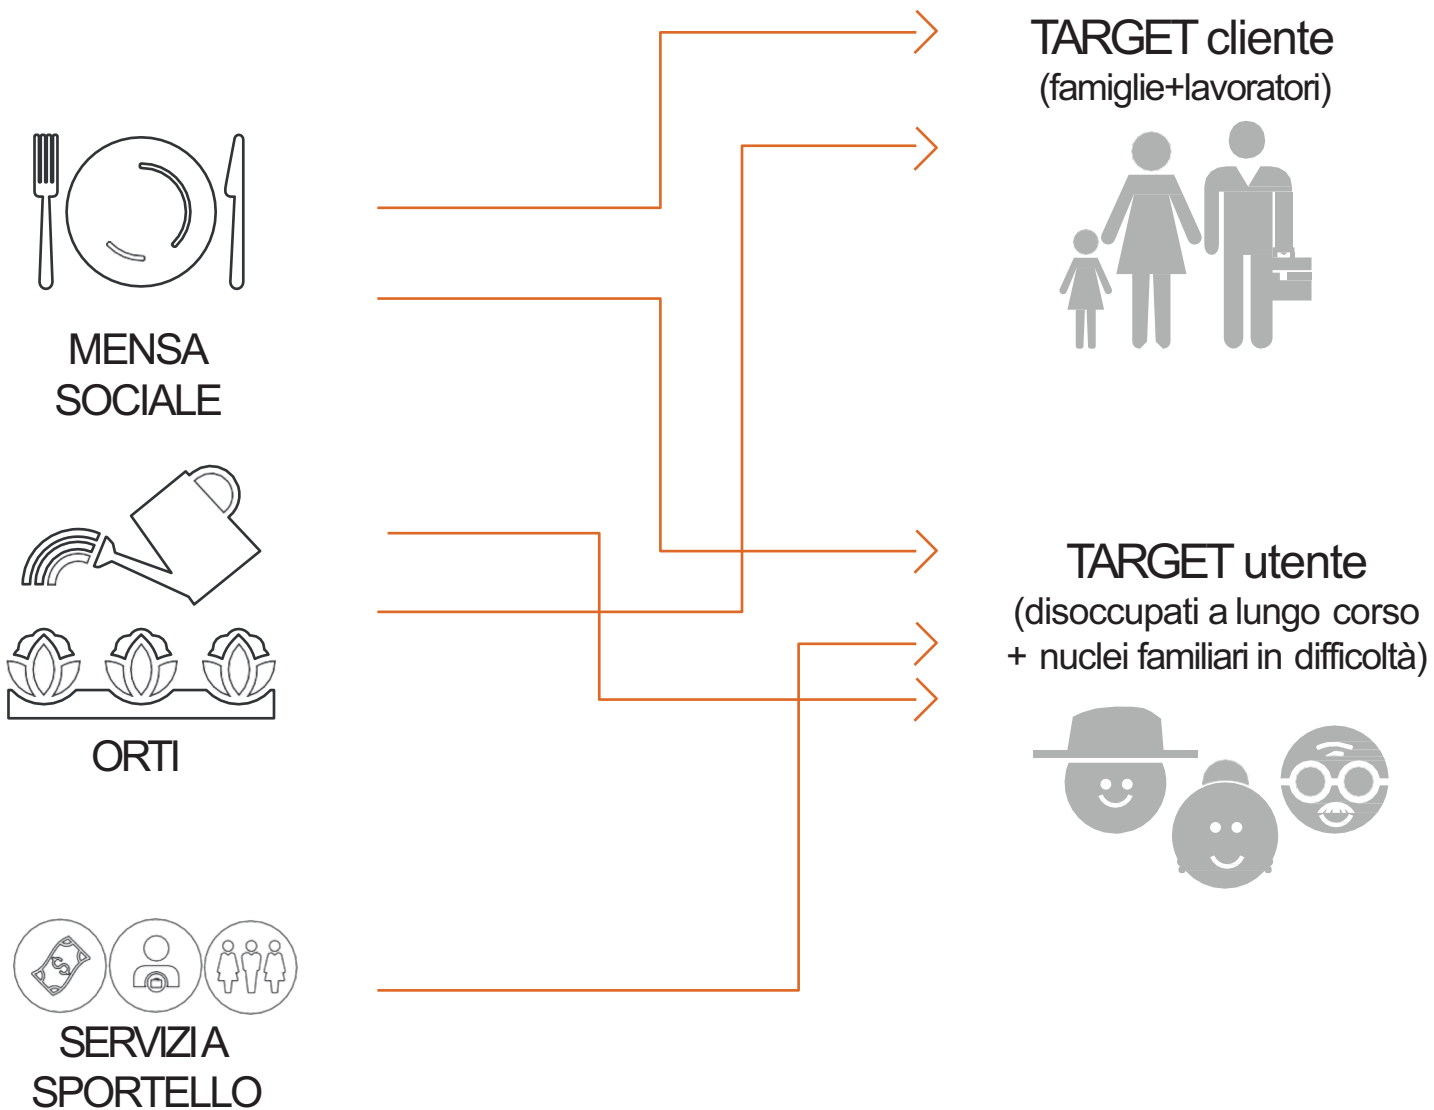 MENSA
SOCIALE
ORTI
SERVIZI A
SPORTELLO
TARGET cliente
(famiglie+lavoratori)
TARGET utente
(disoccupati a lungo corso
+ nuclei familiari in difficoltà)